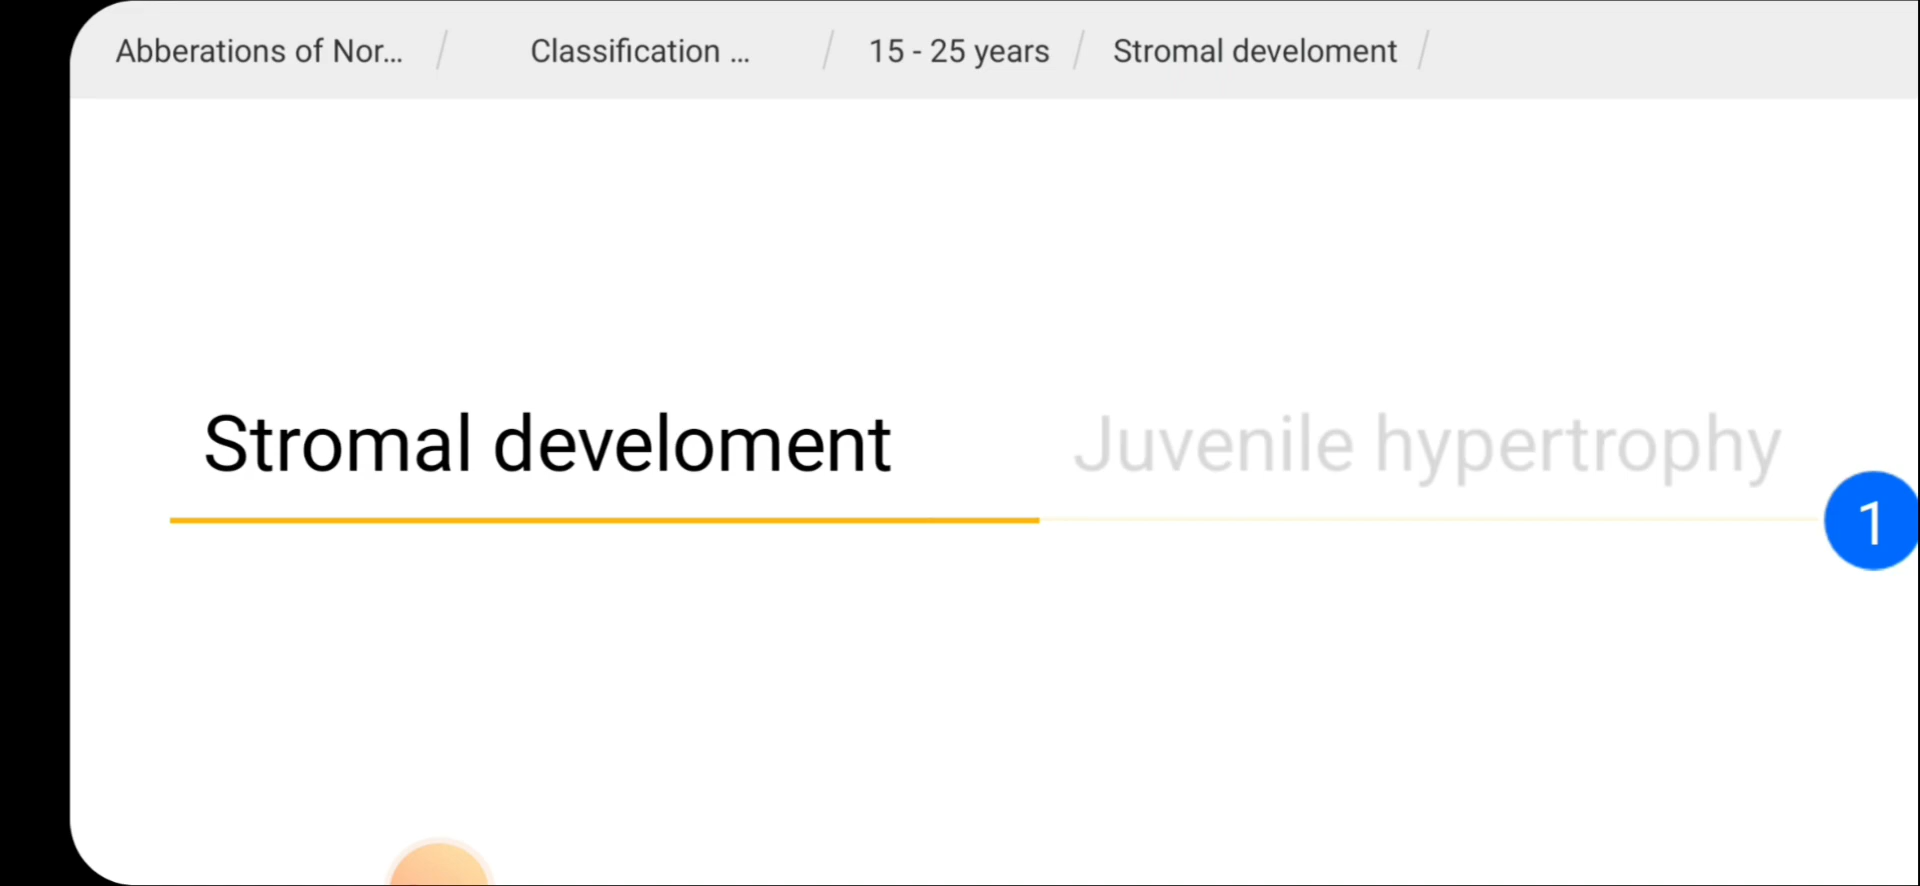 Abberations of Nor... / Classification ... / 15 - 25 years / Stromal develoment /
Stromal develoment Juvenile hypertrophy
1